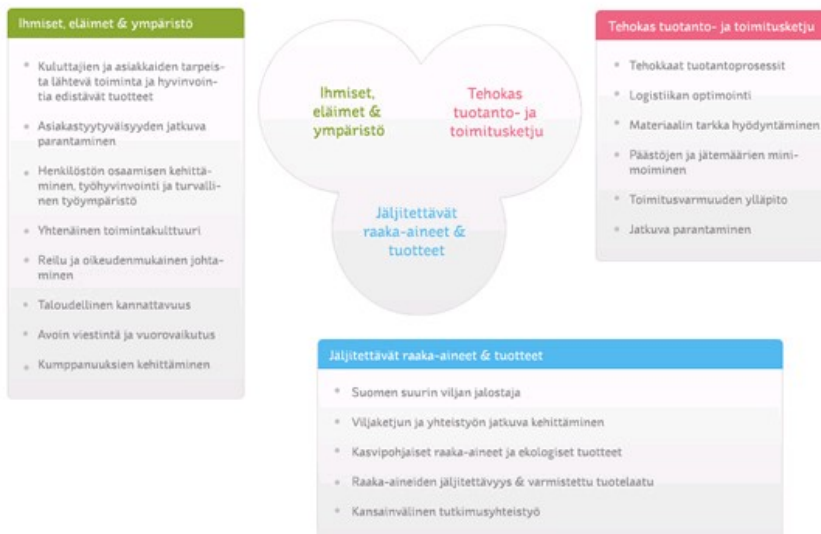 Ihmiset, eläimet & ympäristö
Kuluttajien ja asiakkaiden tarpeis-
ta lähtevä toiminta ja hyvinvoin-
tia edistävät tuotteet
Asiakastyytyväisyyden jatkuva
parantaminen
Henkilöstön osaamisen kehittä-
minen, työhyvinvointi ja turvalli-
nen työympäristö
Yhtenäinen toimintakulttuuri
Reilu ja oikeudenmukainen johta-
minen
Taloudellinen kannattavuus
Avoin viestintä ja vuorovaikutus
Kumppanuuksien kehittäminen
Ihmiset,
eläimet &
ympäristö
Tehokas
tuotanto- ja
toimitusketju
Jäljitettävät
raaka-aineet &
tuotteet
Tehokas tuotanto- ja toimitusketju
Tehokkaat tuotantoprosessit
Logistiikan optimointi
Materiaalin tarkka hyödyntäminen
Päästöjen ja jätemäärien mini-
moiminen
Toimitusvarmuuden ylläpito
Jatkuva parantaminen
Jäljitettävät raaka-aineet & tuotteet
Suomen suurin viljan jalostaja
Viljaketjun ja yhteistyön jatkuva kehittäminen
Kasvipohjaiset raaka-aineet ja ekologiset tuotteet
Raaka-aineiden jäljitettävyys & varmistettu tuotelaatu
Kansainvälinen tutkimusyhteistyö